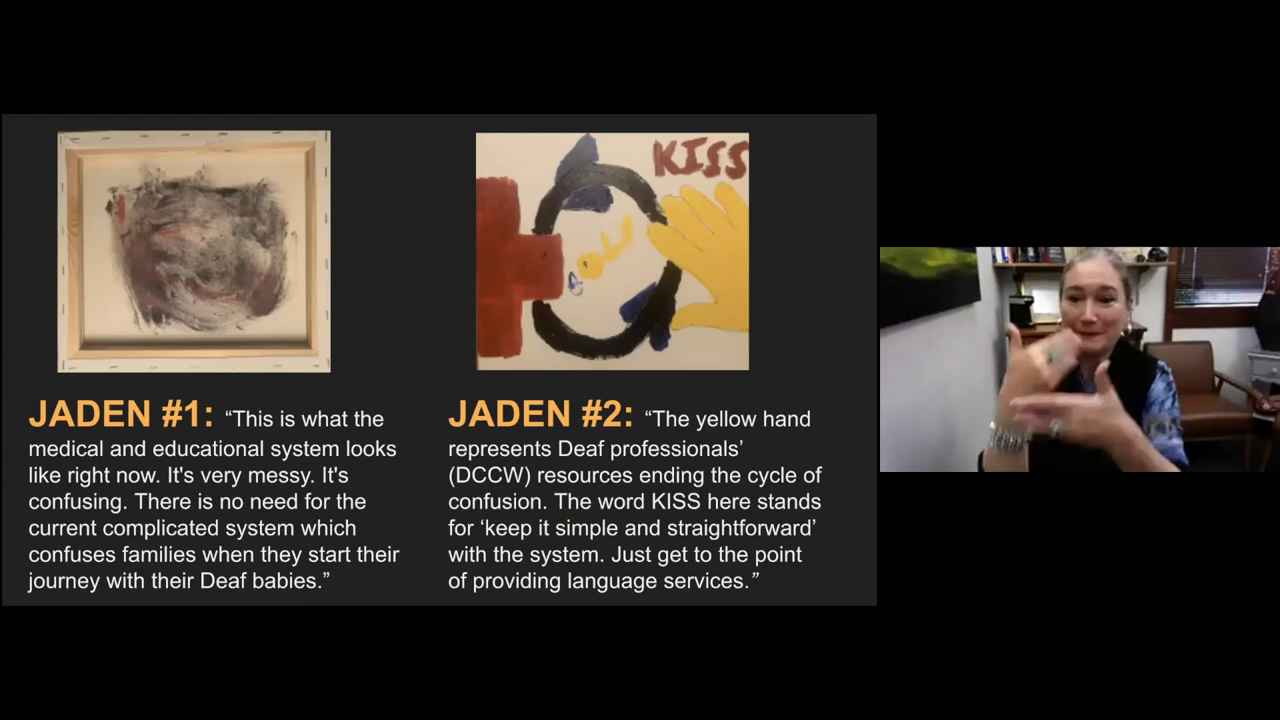 KISS
JADEN #1: “This is what the
medical and educational system looks
like right now. It's very messy. It's
confusing. There is no need for the
current complicated system which
confuses families when they start their
journey with their Deaf babies.”
JADEN #2: “The yellow hand
represents Deaf professionals’
(DCCW) resources ending the cycle of
confusion. The word KISS here stands
for ‘keep it simple and straightforward’
with the system. Just get to the point
of providing language services.”